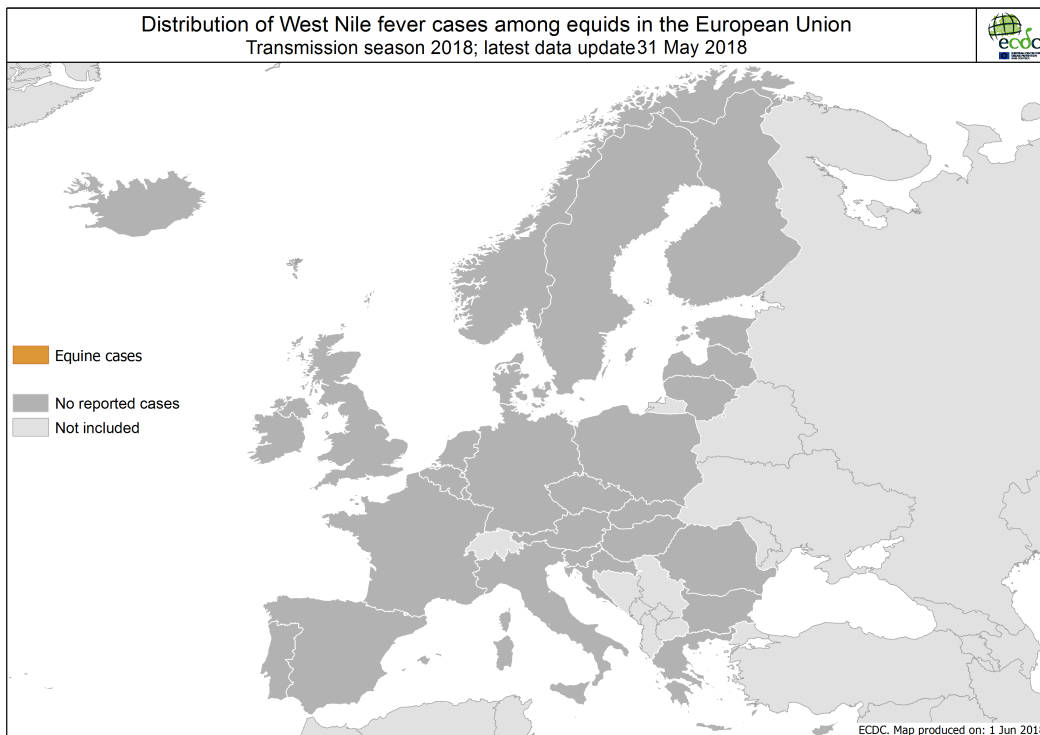 Distribution of West Nile fever cases among equids in the European Union
Transmission season 2018; latest data update31 May 2018
ecdc
Equine cases
No reported cases
Not included
ECDC. Map produced on: 1 Jun 2018